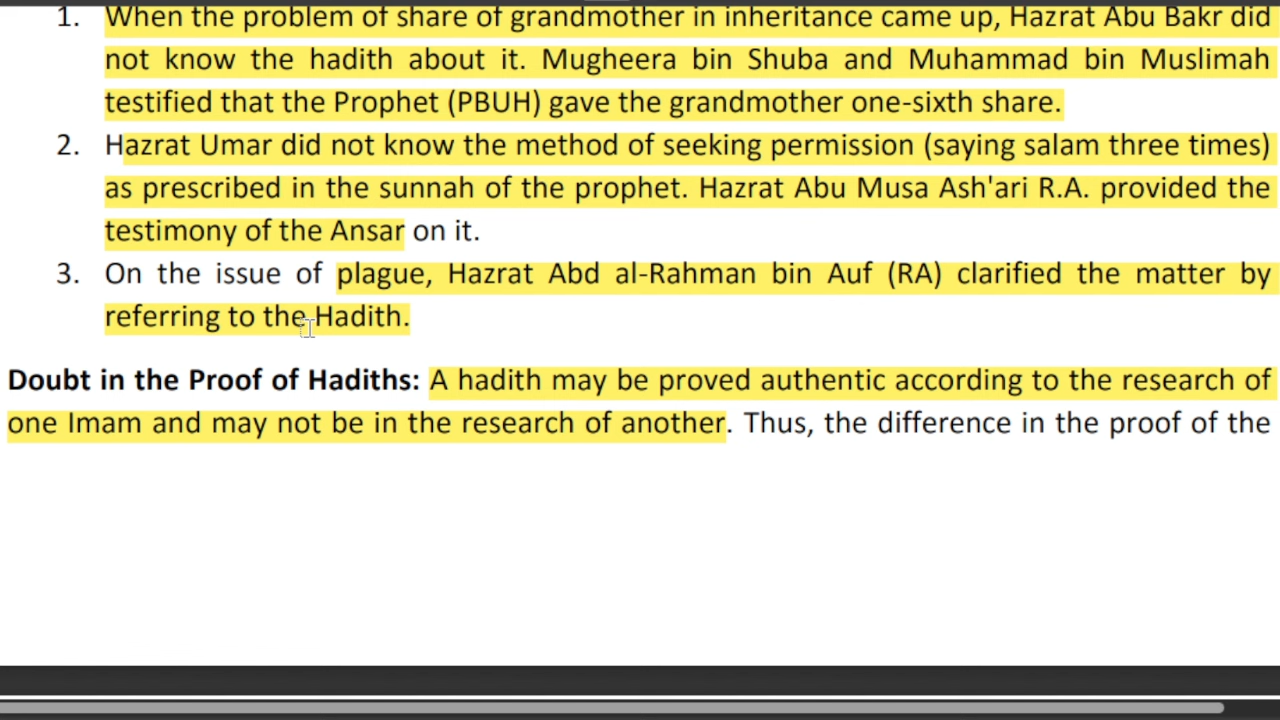 1. When the problem of share of grandmother in inheritance came up, Hazrat Abu Bakr did
not know the hadith about it. Mugheera bin Shuba and Muhammad bin Muslimah
testified that the Prophet (PBUH) gave the grandmother one-sixth share.
2. Hazrat Umar did not know the method of seeking permission (saying salam three times)
as prescribed in the sunnah of the prophet. Hazrat Abu Musa Ash'ari R.A. provided the
testimony of the Ansar on it.
3. On the issue of plague, Hazrat Abd al-Rahman bin Auf (RA) clarified the matter by
referring to the Hadith.
Doubt in the Proof of Hadiths: A hadith may be proved authentic according to the research of
one Imam and may not be in the research of another. Thus, the difference in the proof of the